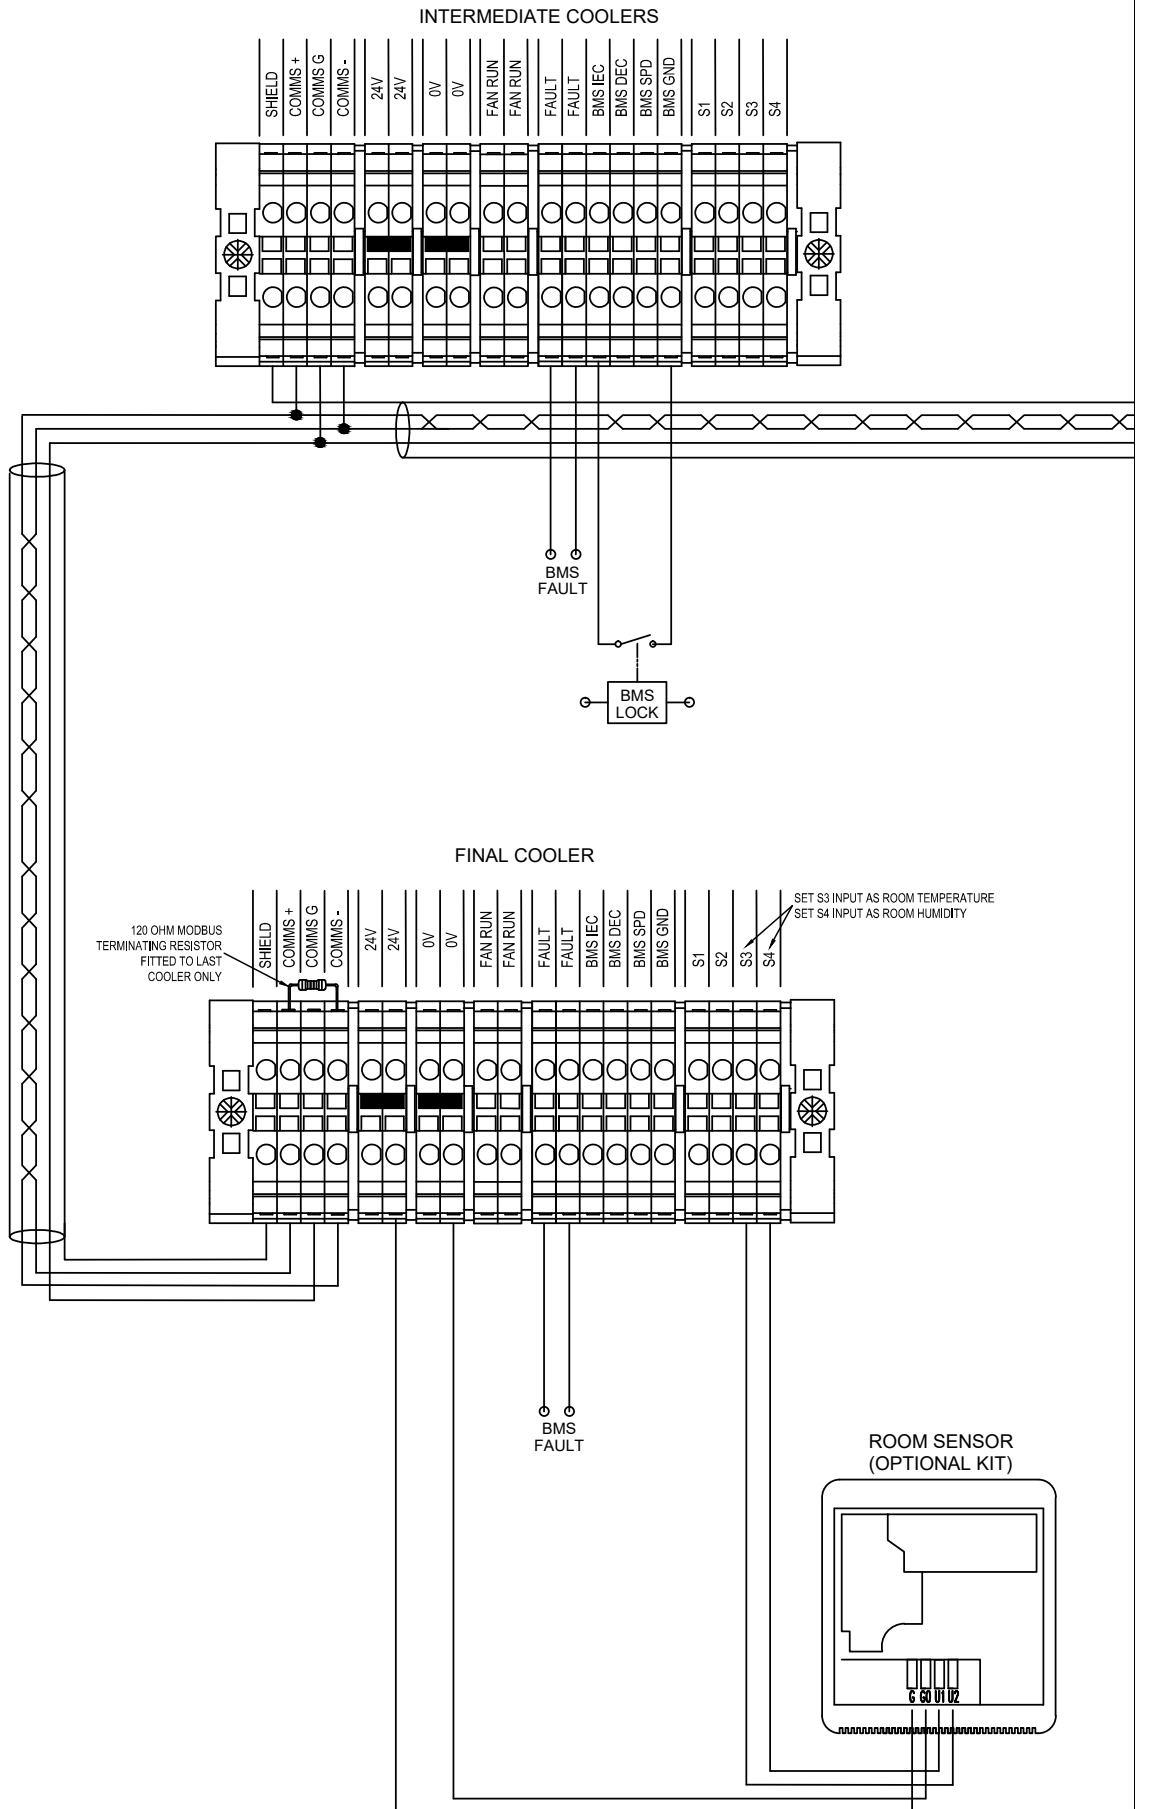 INTERMEDIATE COOLERS
SHIELD
COMMS +
COMMS G
COMMS -
24V
24V
0V
0V
FAN RUN
FAN RUN
FAULT
FAULT
BMS IEC
BMS DEC
BMS SPD
BMS GND
S1
S2
S3
S4
BMS
FAULT
BMS
LOCK
FINAL COOLER
120 OHM MODBUS
TERMINATING RESISTOR
FITTED TO LAST
COOLER ONLY
SHIELD
COMMS +
COMMS G
COMMS -
24V
24V
0V
0V
FAN RUN
FAN RUN
FAULT
FAULT
BMS IEC
BMS DEC
BMS SPD
BMS GND
S1
S2
S3
S4
SET S3 INPUT AS ROOM TEMPERATURE
SET S4 INPUT AS ROOM HUMIDITY
BMS
FAULT
ROOM SENSOR
(OPTIONAL KIT)
G G0 U1 U2